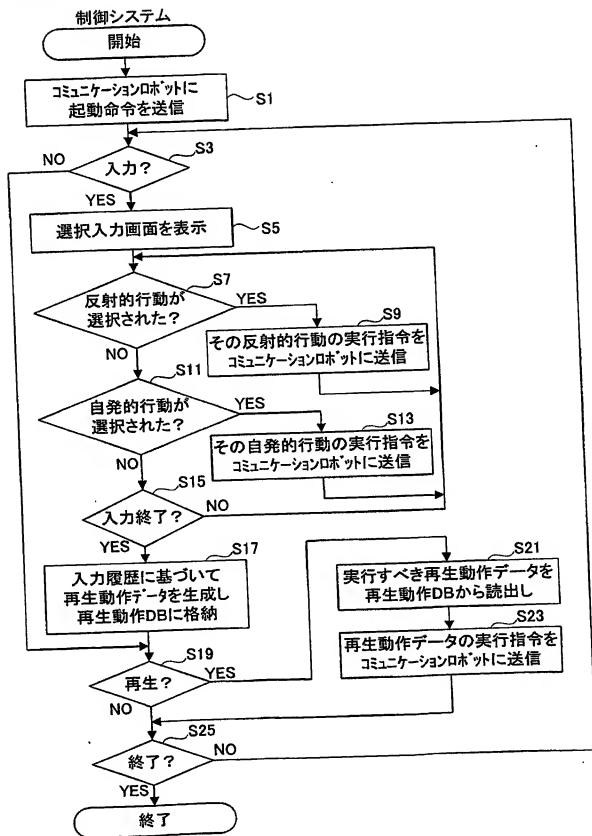 制御システム
開始
コミュニケーションロボットに
起動命令を送信
S1
S3
NO
入力?
YES
選択入力画面を表示
S5
S7
反射的行動が
選択された?
YES
S9
その反射的行動の実行指令を
コミュニケーションロボットに送信
NO
S11
自発的行動が
選択された?
YES
S13
その自発的行動の実行指令を
コミュニケーションロボットに送信
NO
S15
入力終了?
NO
YES
S17
入力履歴に基づいて
再生動作データを生成し
再生動作DBに格納
S21
実行すべき再生動作データを
再生動作DBから読出し
S23
再生動作データの実行指令を
コミュニケーションロボットに送信
S19
再生?
YES
NO
S25
終了?
NO
YES
終了